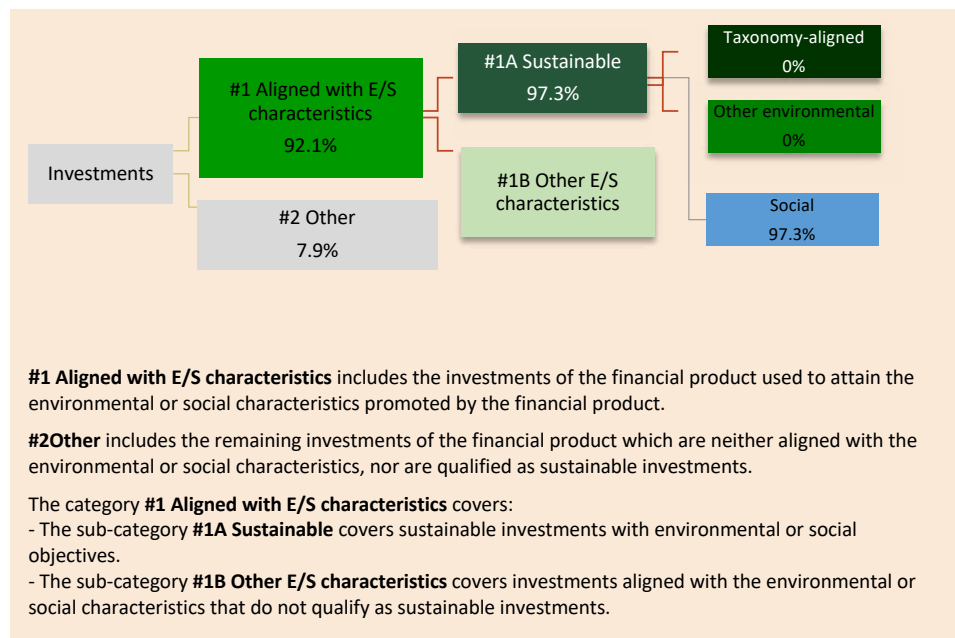 Investments
#1 Aligned with E/S
characteristics
92.1%
#2 Other
7.9%
#1A Sustainable
97.3%
#1B Other E/S
characteristics
Taxonomy-aligned
0%
Other environmental
0%
Social
97.3%
#1 Aligned with E/S characteristics includes the investments of the financial product used to attain the
environmental or social characteristics promoted by the financial product.
#2Other includes the remaining investments of the financial product which are neither aligned with the
environmental or social characteristics, nor are qualified as sustainable investments.
The category #1 Aligned with E/S characteristics covers:
- The sub-category #1A Sustainable covers sustainable investments with environmental or social
objectives.
- The sub-category #1B Other E/S characteristics covers investments aligned with the environmental or
social characteristics that do not qualify as sustainable investments.